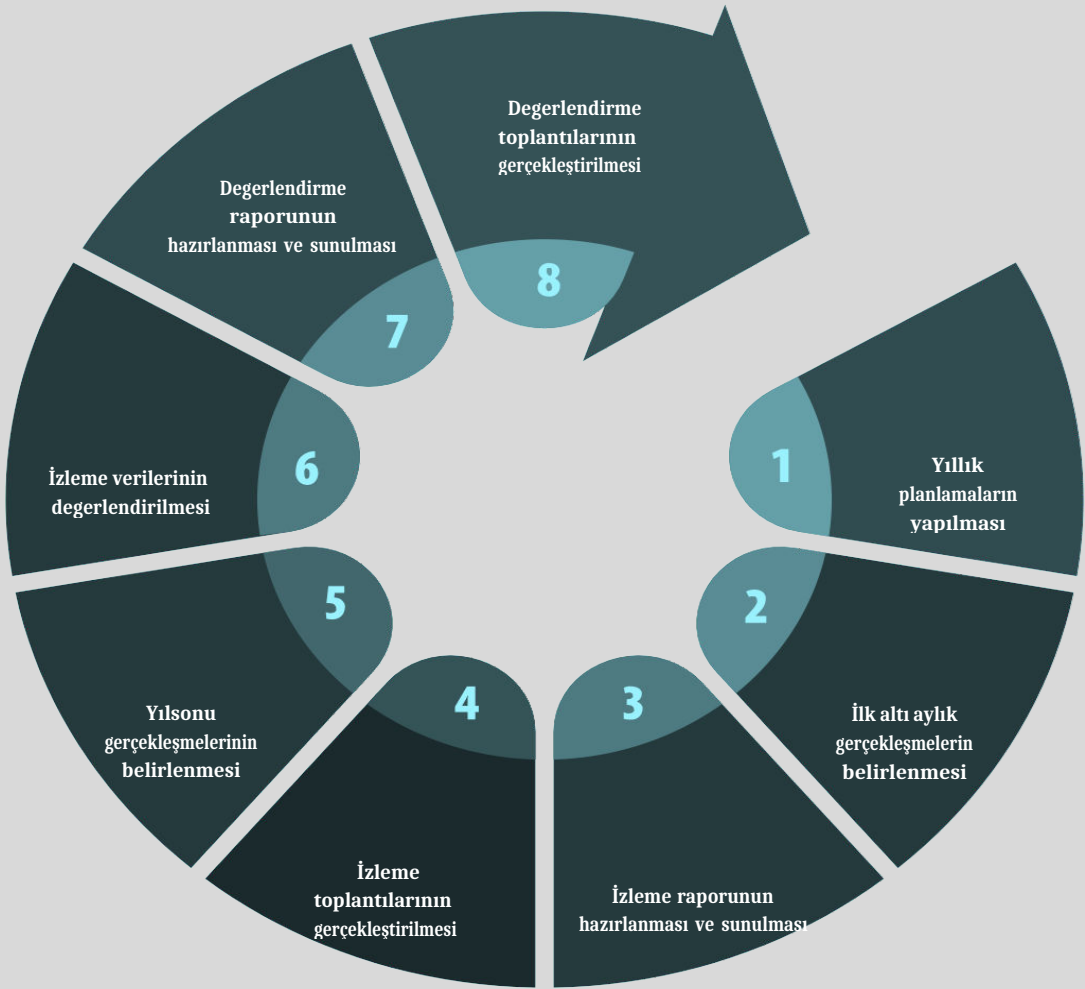 1
Yıllık
planlamaların
yapılması
2
İlk altı aylık
gerçekleşmelerin
belirlenmesi
3
İzleme raporunun
hazırlanması ve sunulması
4
İzleme
toplantılarının
gerçekleştirilmesi
5
Yılsonu
gerçekleşmelerinin
belirlenmesi
6
İzleme verilerinin
degerlendirilmesi
7
Degerlendirme
raporunun
hazırlanması ve sunulması
8
Degerlendirme
toplantılarının
gerçekleştirilmesi